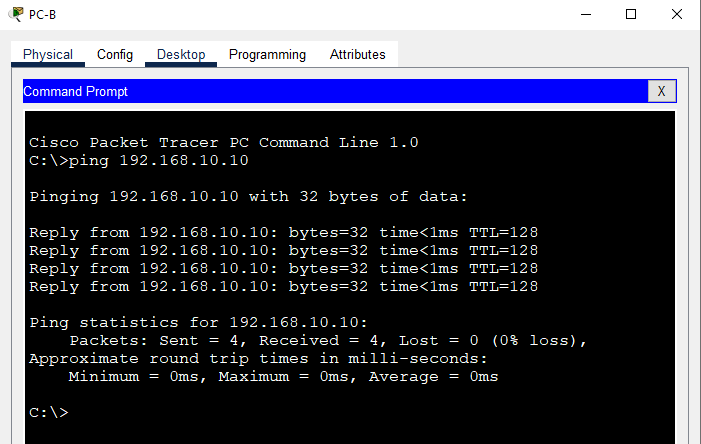 PC-B
Physical Config Desktop Programming Attributes
Command Prompt X
Cisco Packet Tracer PC Command Line 1.0
C:\>ping 192.168.10.10
Pinging 192.168.10.10 with 32 bytes of data:
Reply from 192.168.10.10: bytes=32 time<1ms TTL=128
Reply from 192.168.10.10: bytes=32 time<1ms TTL=128
Reply from 192.168.10.10: bytes=32 time<1ms TTL=128
Reply from 192.168.10.10: bytes=32 time<1ms TTL=128
Ping statistics for 192.168.10.10:
    Packets: Sent = 4, Received = 4, Lost = 0 (0% loss),
Approximate round trip times in milli-seconds:
    Minimum = 0ms, Maximum = 0ms, Average = 0ms
C:\>